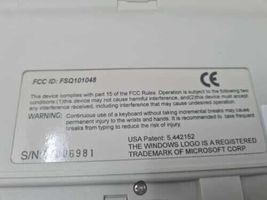 FCC ID: FSQ101048
CE
This device complies with part 15 of the FCC Rules. Operation is subject to the following two
conditions (1)this device may not cause harmful interference, and(2)this device must accept any
interference received, including interference that may cause undesired operation.
WARNING: Continuous use of a keyboard without taking incremental breaks may cause
permanent injury to the wrists and hands. It is recommended that user take frequent
breaks from typing to reduce the risk of injury.
USA Patent: 5,442152
S/N: 006981
THE WINDOWS LOGO IS A REGISTERED
TRADEMARK OF MICROSOFT CORP.